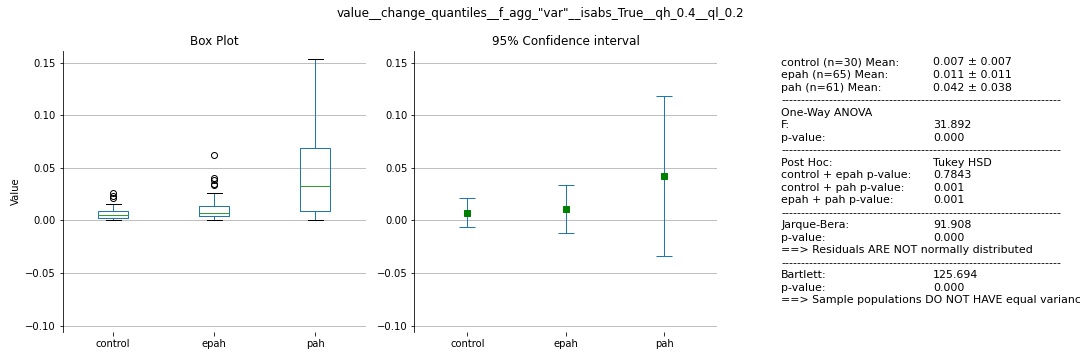 value__change_quantiles__f_agg_"var"__isabs_True__qh_0.4__ql_0.2
Box Plot
Value
0.15
0.10
0.05
0.00
−0.05
−0.10
control epah pah
95% Confidence interval
0.15
0.10
0.05
0.00
−0.05
−0.10
control epah pah
control (n=30) Mean: 0.007 ± 0.007
epah (n=65) Mean: 0.011 ± 0.011
pah (n=61) Mean: 0.042 ± 0.038
One-Way ANOVA
F: 31.892
p-value: 0.000
Post Hoc: Tukey HSD
control + epah p-value: 0.7843
control + pah p-value: 0.001
epah + pah p-value: 0.001
Jarque-Bera: 91.908
p-value: 0.000
==> Residuals ARE NOT normally distributed
Bartlett: 125.694
p-value: 0.000
==> Sample populations DO NOT HAVE equal varianc